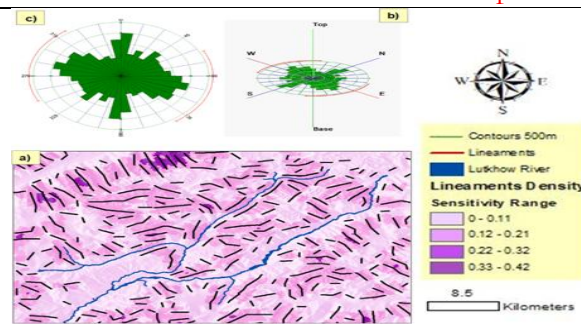 c)
b)
Top
W
N
S
E
Base
N
W
E
S
Contours 500m
Lineaments
Lutkhow River
Lineaments Density
Sensitivity Range
0 - 0.11
0.12 - 0.21
0.22 - 0.32
0.33 - 0.42
8.5
Kilometers
a)